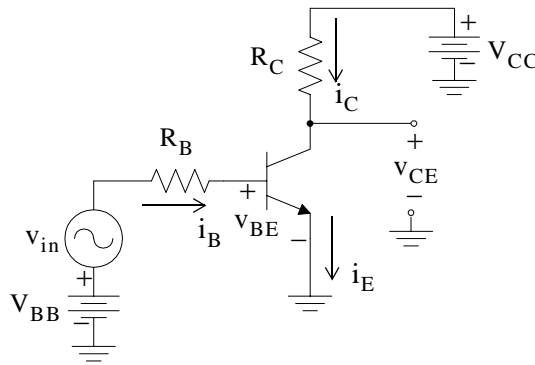 +
R_C
V_CC
i_C
−
R_B
+
v_CE
+
v_BE
−
v_in
i_B
−
+
i_E
V_BB
−